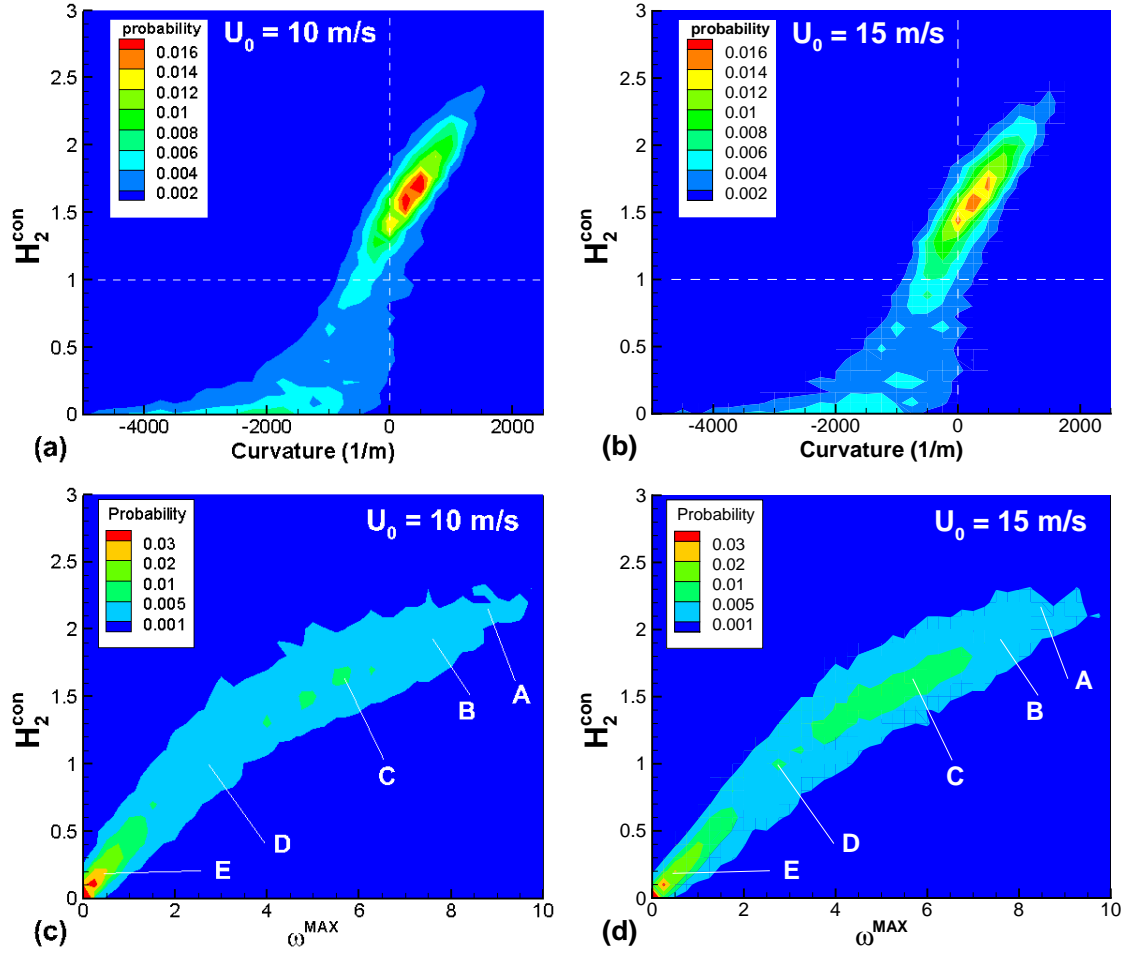 probability
0.016
0.014
0.012
0.01
0.008
0.006
0.004
0.002
U₀ = 10 m/s
3
2.5
2
1.5
1
0.5
0
H₂ᶜᵒⁿ
-4000
-2000
0
2000
Curvature (1/m)
(a)
probability
0.016
0.014
0.012
0.01
0.008
0.006
0.004
0.002
U₀ = 15 m/s
3
2.5
2
1.5
1
0.5
0
H₂ᶜᵒⁿ
-4000
-2000
0
2000
Curvature (1/m)
(b)
Probability
0.03
0.02
0.01
0.005
0.001
U₀ = 10 m/s
3
2.5
2
1.5
1
0.5
0
H₂ᶜᵒⁿ
A
B
C
D
E
0
2
4
6
8
10
ω^MAX
(c)
Probability
0.03
0.02
0.01
0.005
0.001
U₀ = 15 m/s
3
2.5
2
1.5
1
0.5
0
H₂ᶜᵒⁿ
A
B
C
D
E
0
2
4
6
8
10
ω^MAX
(d)